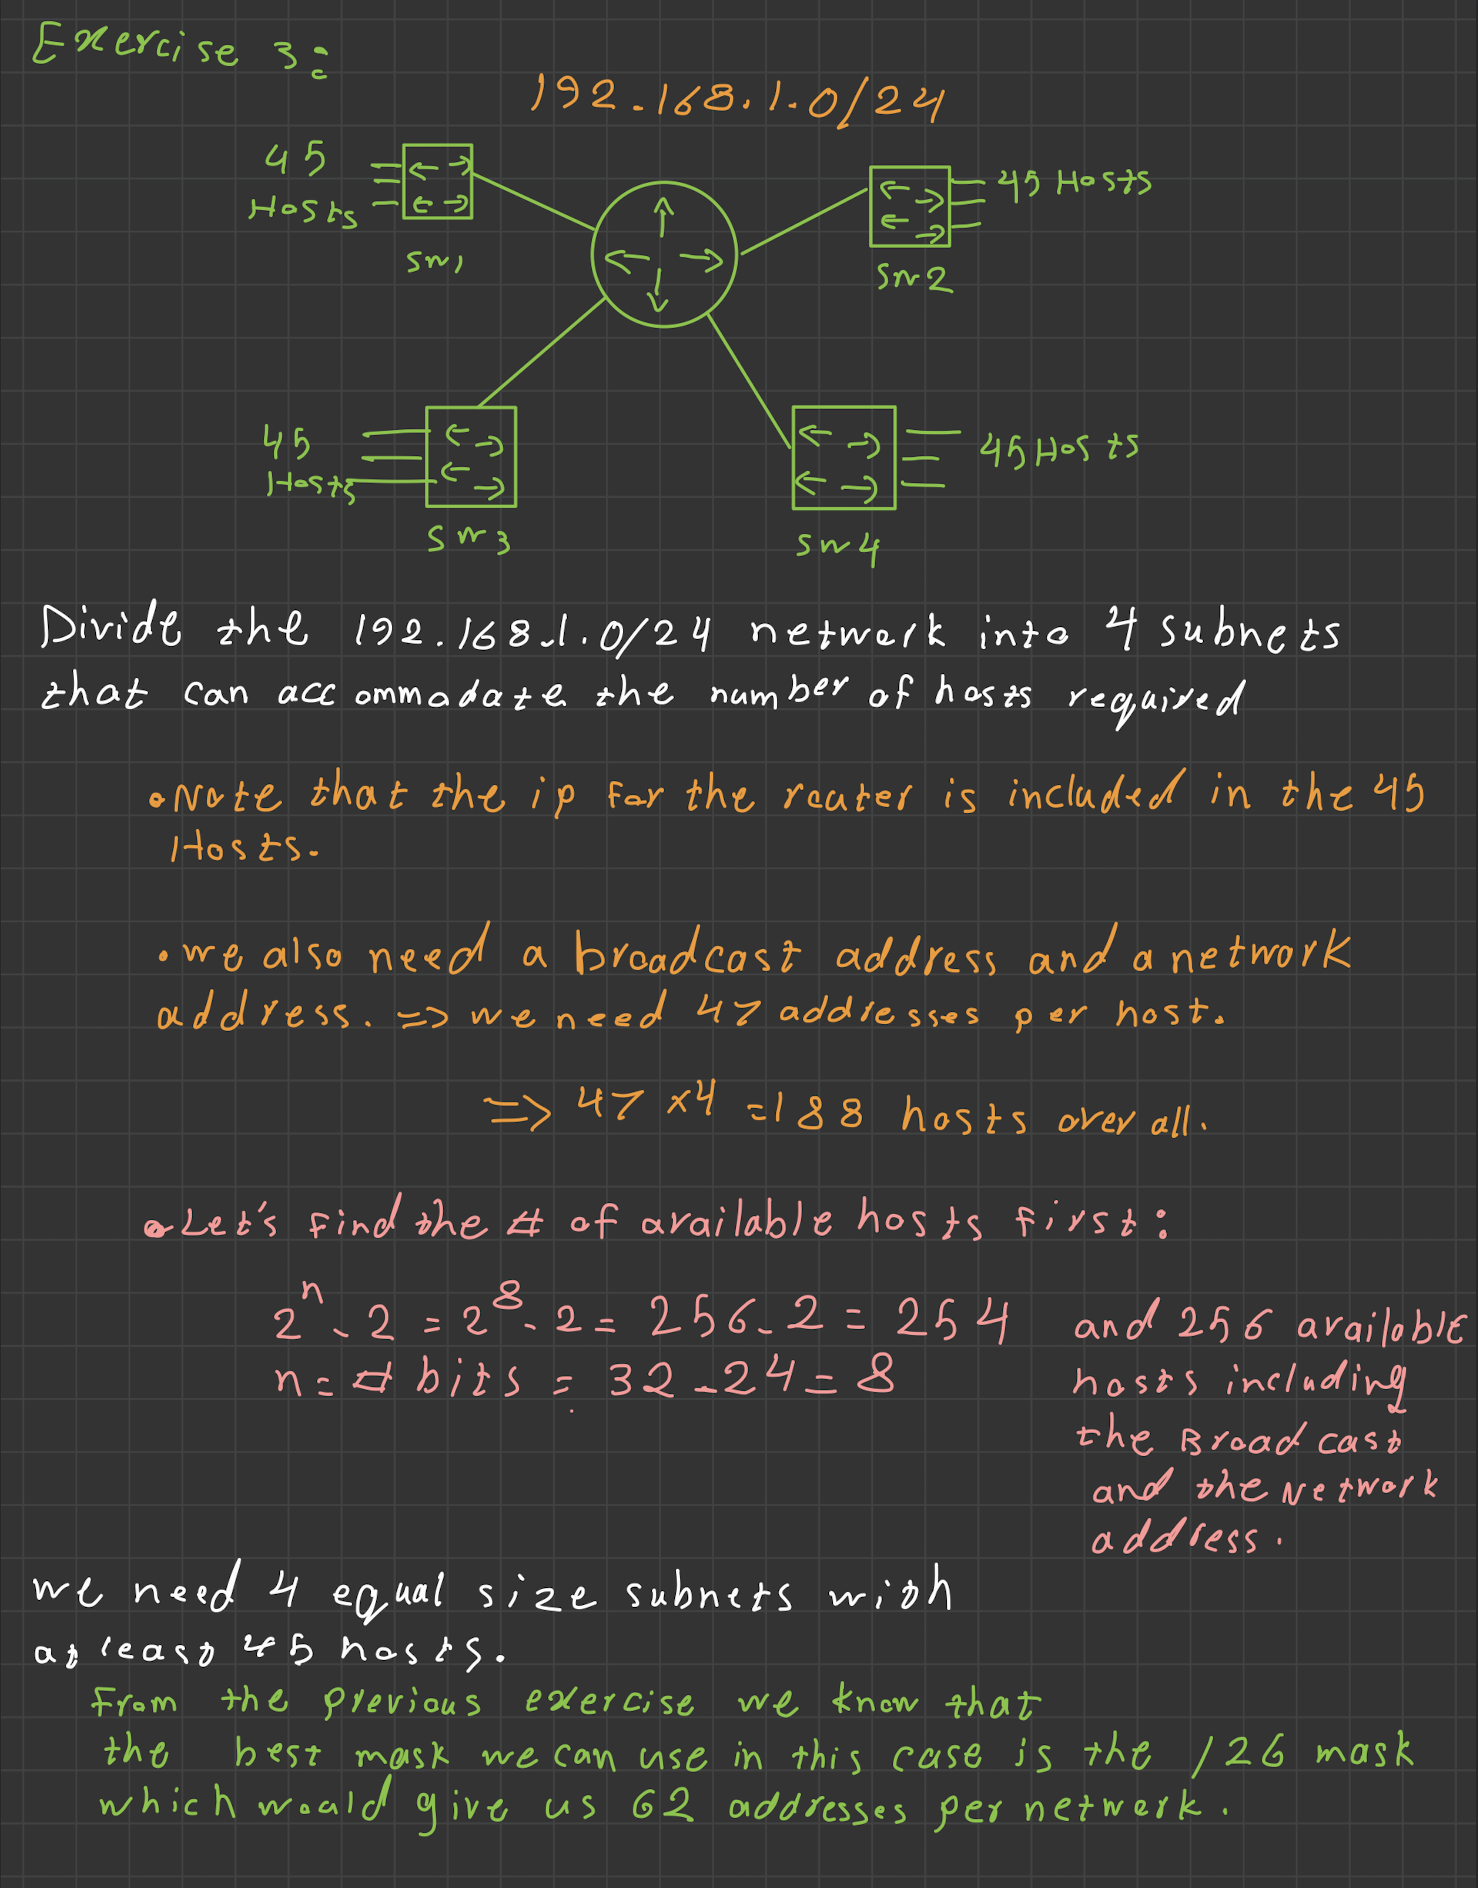 Exercise 3:
192.168.1.0/24
45
Hosts
SW1
45 Hosts
SW2
45
Hosts
SW3
45 Hosts
SW4
Divide the 192.168.1.0/24 network into 4 subnets
that can accommodate the number of hosts required
• Note that the ip for the router is included in the 45
Hosts.
• we also need a broadcast address and a network
address. => we need 47 addresses per host.
=> 47 x4 =188 hosts over all.
• Let's find the # of available hosts first:
2^n - 2 = 2^8 - 2 = 256 - 2 = 254
n = # bits = 32 - 24 = 8
and 256 available
hosts including
the Broadcast
and the Network
address.
we need 4 equal size subnets with
at least 45 hosts.
From the previous exercise we know that
the best mask we can use in this case is the /26 mask
which would give us 62 addresses per network.